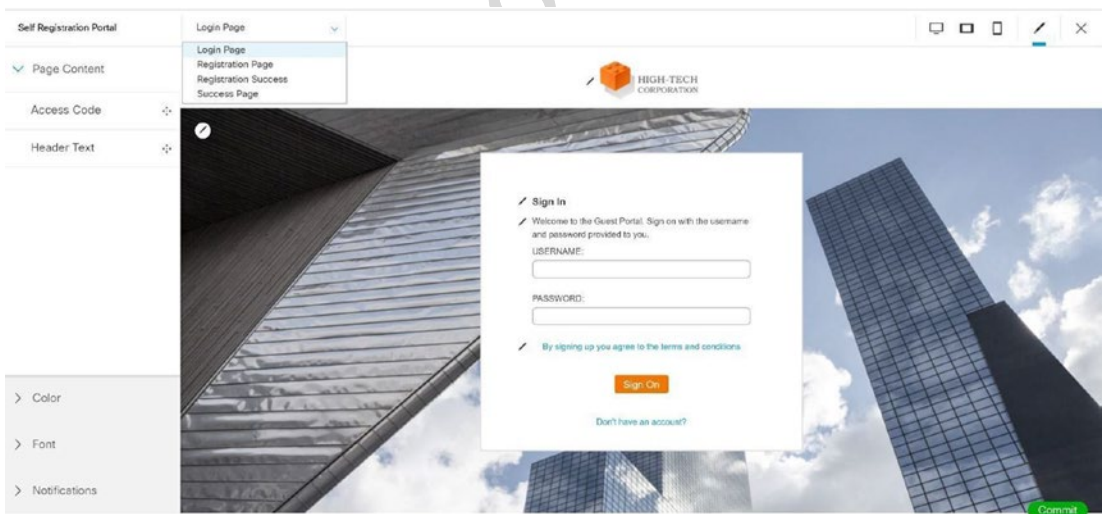 Self Registration Portal
Login Page
Login Page
Registration Page
Registration Success
Success Page
Page Content
Access Code
Header Text
Color
Font
Notifications
HIGH-TECH
CORPORATION
Sign In
Welcome to the Guest Portal. Sign on with the username
and password provided to you.
USERNAME:
PASSWORD:
By signing up you agree to the terms and conditions
Sign On
Don't have an account?
Commit